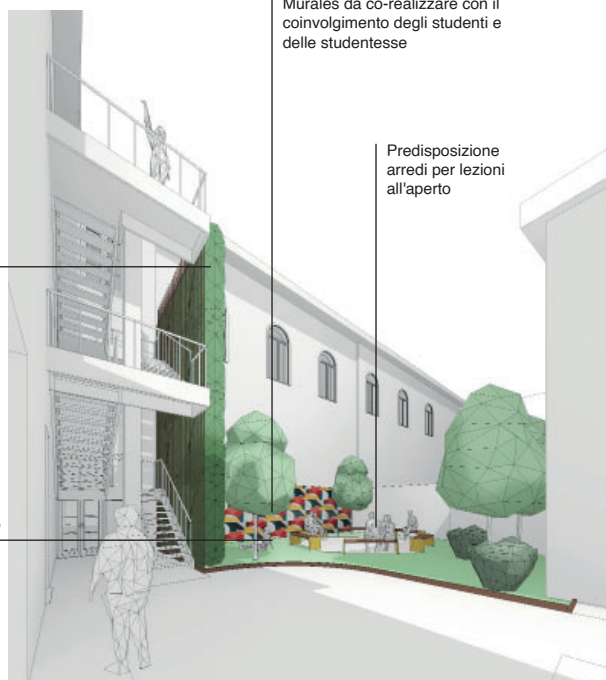 Murales da co-realizzare con il
coinvolgimento degli studenti e
delle studentesse
Predisposizione
arredi per lezioni
all'aperto